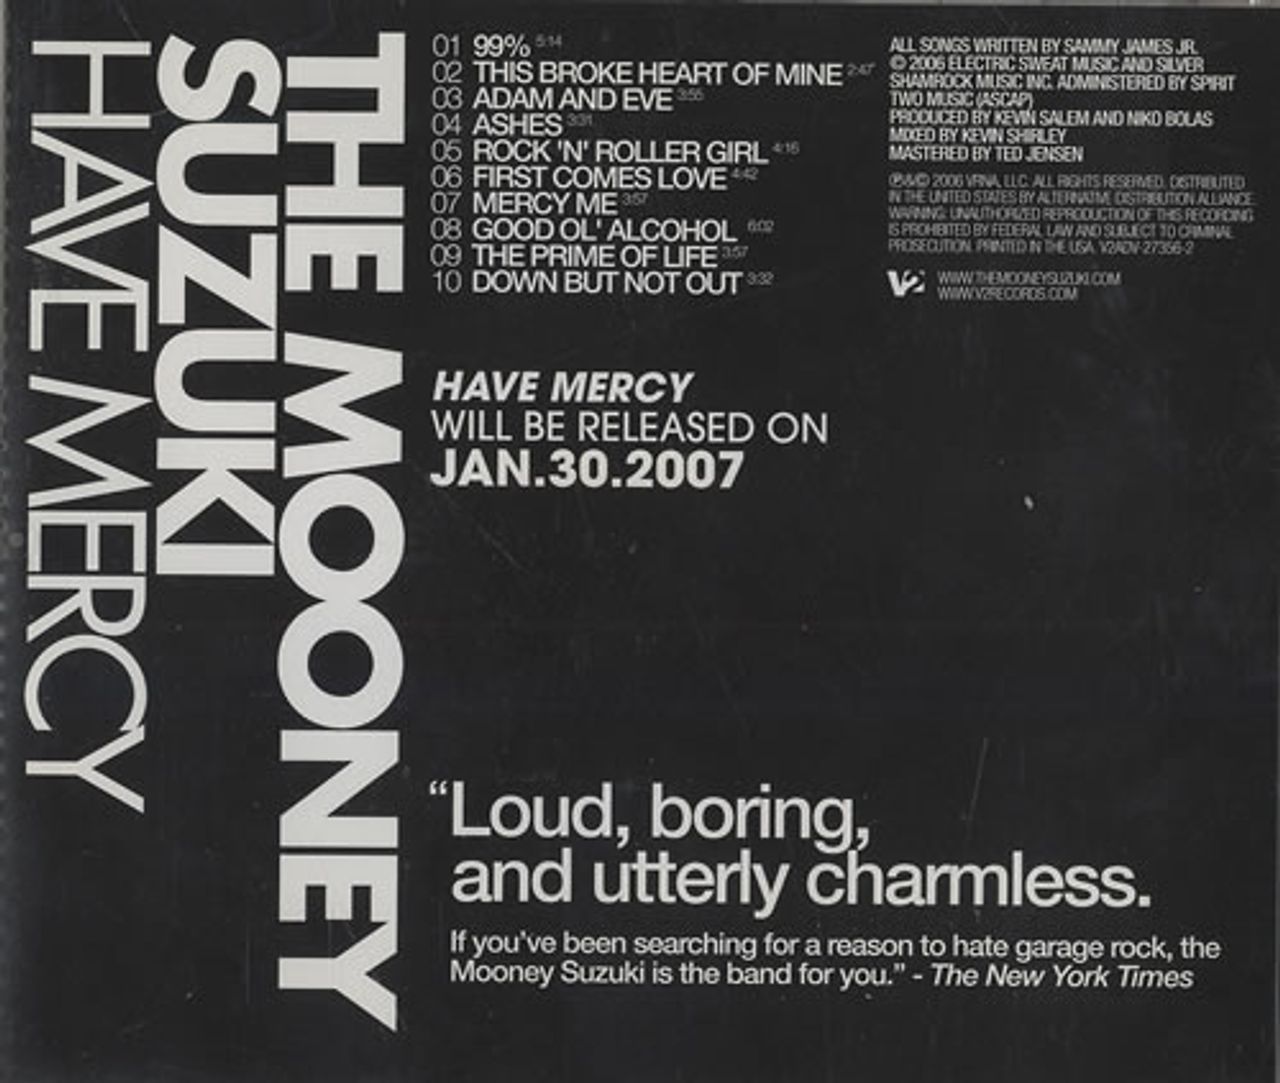 THE MOONEY
SUZUKI
HAVE MERCY
01 99% 5:14
02 THIS BROKE HEART OF MINE 2:47
03 ADAM AND EVE 3:55
04 ASHES 3:31
05 ROCK 'N' ROLLER GIRL 4:16
06 FIRST COMES LOVE 4:42
07 MERCY ME 3:57
08 GOOD OL' ALCOHOL 6:02
09 THE PRIME OF LIFE 3:57
10 DOWN BUT NOT OUT 3:32
ALL SONGS WRITTEN BY SAMMY JAMES JR.
© 2006 ELECTRIC SWEAT MUSIC AND SILVER
SHAMROCK MUSIC INC. ADMINISTERED BY SPIRIT
TWO MUSIC (ASCAP)
PRODUCED BY KEVIN SALEM AND NIKO BOLAS
MIXED BY KEVIN SHIRLEY
MASTERED BY TED JENSEN
℗&© 2006 VRNA, LLC. ALL RIGHTS RESERVED. DISTRIBUTED
IN THE UNITED STATES BY ALTERNATIVE DISTRIBUTION ALLIANCE.
WARNING: UNAUTHORIZED REPRODUCTION OF THIS RECORDING
IS PROHIBITED BY FEDERAL LAW AND SUBJECT TO CRIMINAL
PROSECUTION. PRINTED IN THE USA. V2ADV-27356-2
V2
WWW.THEMOONEYSUZUKI.COM
WWW.V2RECORDS.COM
HAVE MERCY
WILL BE RELEASED ON
JAN.30.2007
“Loud, boring,
and utterly charmless.
If you've been searching for a reason to hate garage rock, the
Mooney Suzuki is the band for you.” - The New York Times